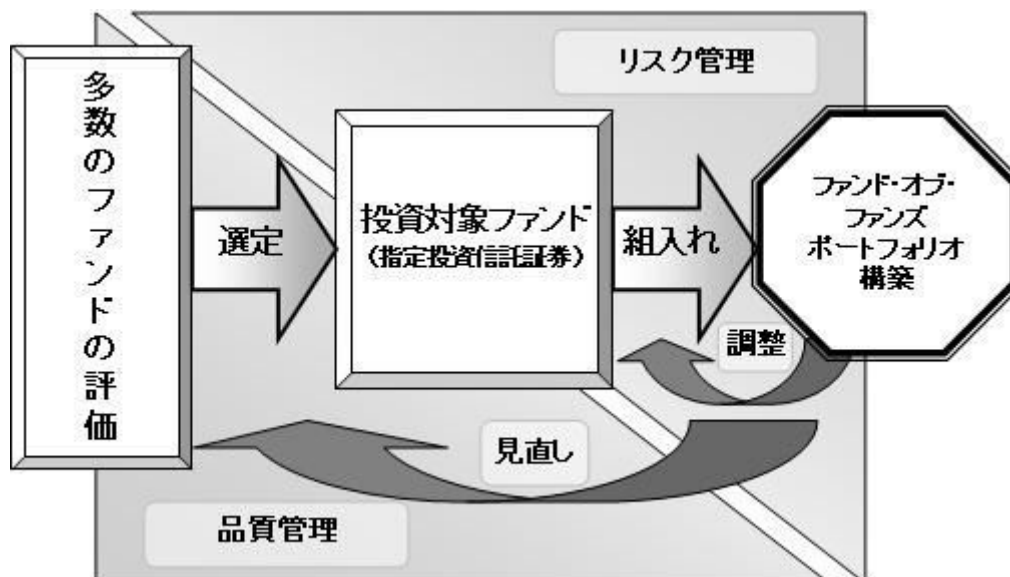 リスク管理
多数のファンドの評価
選定
投資対象ファンド
（指定投資信託証券）
組入れ
ファンド・オブ・
ファンズ
ポートフォリオ
構築
調整
見直し
品質管理